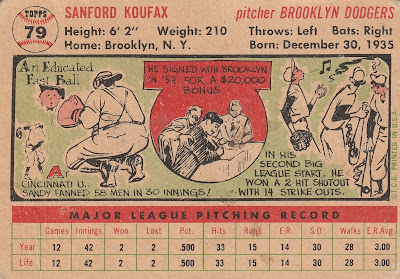 TOPPS
79
SANFORD KOUFAX
pitcher BROOKLYN DODGERS
Height: 6' 2" Weight: 210 Throws: Left Bats: Right
Home: Brooklyn, N. Y. Born: December 30, 1935
An Educated
Fast Ball
A
CINCINNATI U.,
SANDY FANNED 58 MEN IN 30 INNINGS!
HE SIGNED WITH BROOKLYN
IN '54 FOR A $20,000
BONUS.
IN HIS
SECOND BIG
LEAGUE START, HE
WON A 2 HIT SHUTOUT
WITH 14 STRIKE OUTS.
© T.C.G. PRINTED IN U.S.A.
MAJOR LEAGUE PITCHING RECORD
Games Innings Won Lost Pct. Hits Runs E.R. S.O. Walks E.R.Avg.
Year 12 42 2 2 .500 33 15 14 30 28 3.00
Life 12 42 2 2 .500 33 15 14 30 28 3.00